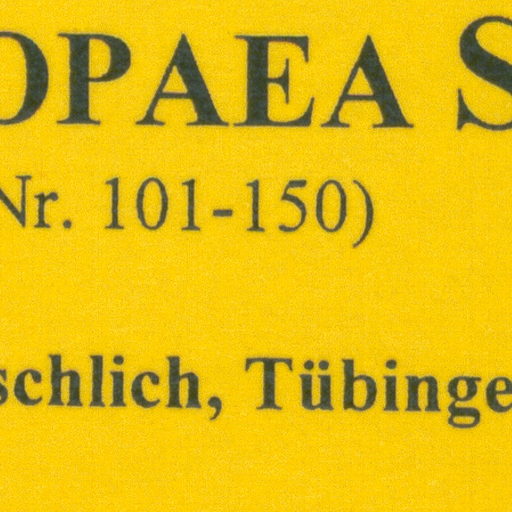 OPAEA S
Nr. 101-150)
schlich, Tübinge